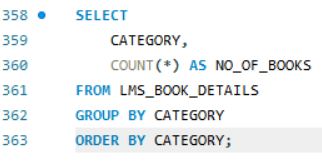 358 SELECT
359 CATEGORY,
360 COUNT(*) AS NO_OF_BOOKS
361 FROM LMS_BOOK_DETAILS
362 GROUP BY CATEGORY
363 ORDER BY CATEGORY;